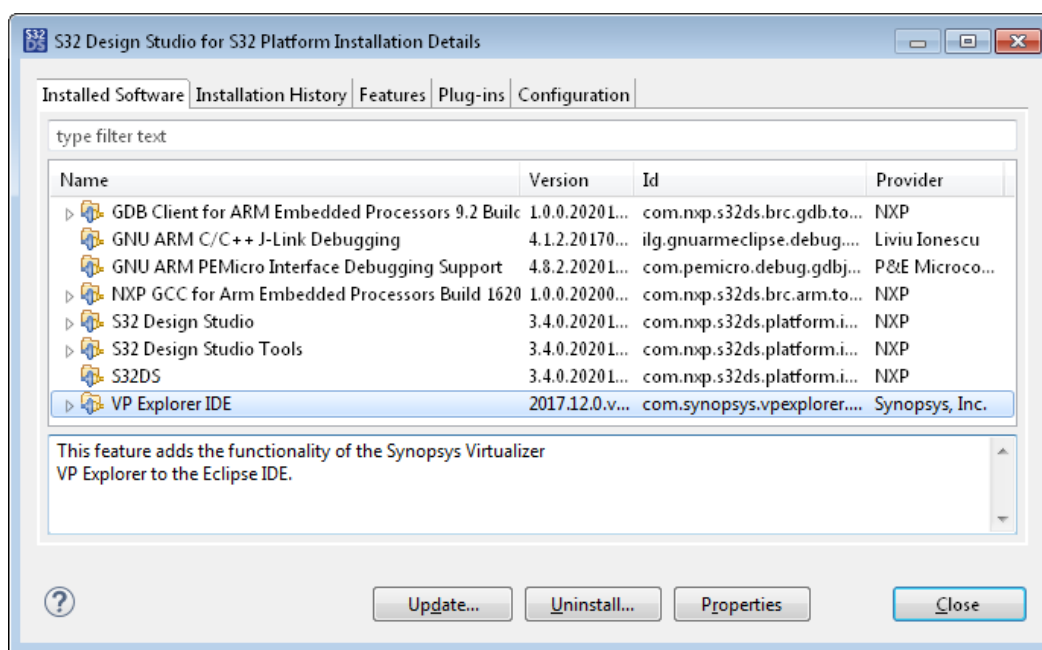 S32 DS S32 Design Studio for S32 Platform Installation Details
Installed Software Installation History Features Plug-ins Configuration
type filter text
Name Version Id Provider
GDB Client for ARM Embedded Processors 9.2 Builc 1.0.0.20201... com.nxp.s32ds.brc.gdb.to... NXP
GNU ARM C/C++ J-Link Debugging 4.1.2.20170... ilg.gnuarmeclipse.debug.... Liviu Ionescu
GNU ARM PEMicro Interface Debugging Support 4.8.2.20201... com.pemicro.debug.gdbj... P&E Microco...
NXP GCC for Arm Embedded Processors Build 1620 1.0.0.20200... com.nxp.s32ds.brc.arm.to... NXP
S32 Design Studio 3.4.0.20201... com.nxp.s32ds.platform.i... NXP
S32 Design Studio Tools 3.4.0.20201... com.nxp.s32ds.platform.i... NXP
S32DS 3.4.0.20201... com.nxp.s32ds.platform.i... NXP
VP Explorer IDE 2017.12.0.v... com.synopsys.vpexplorer.... Synopsys, Inc.
This feature adds the functionality of the Synopsys Virtualizer
VP Explorer to the Eclipse IDE.
? Update... Uninstall... Properties Close